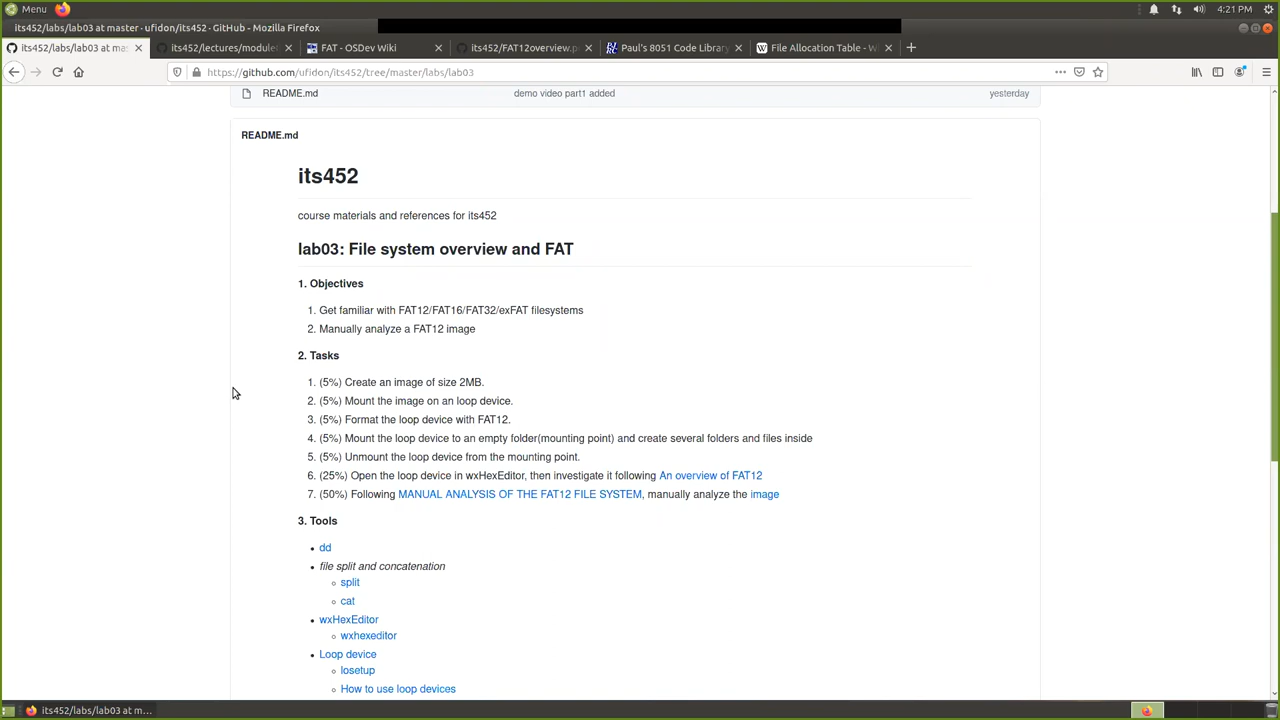 Menu
4:21 PM
its452/labs/lab03 at master · ufidon/its452 · GitHub - Mozilla Firefox
its452/labs/lab03 at mas
its452/lectures/module
FAT - OSDev Wiki
its452/FAT12overview.p
Paul's 8051 Code Library
File Allocation Table - W
https://github.com/ufidon/its452/tree/master/labs/lab03
README.md
demo video part1 added
yesterday
README.md
its452
course materials and references for its452
lab03: File system overview and FAT
1. Objectives
1. Get familiar with FAT12/FAT16/FAT32/exFAT filesystems
2. Manually analyze a FAT12 image
2. Tasks
1. (5%) Create an image of size 2MB.
2. (5%) Mount the image on an loop device.
3. (5%) Format the loop device with FAT12.
4. (5%) Mount the loop device to an empty folder(mounting point) and create several folders and files inside
5. (5%) Unmount the loop device from the mounting point.
6. (25%) Open the loop device in wxHexEditor, then investigate it following An overview of FAT12
7. (50%) Following MANUAL ANALYSIS OF THE FAT12 FILE SYSTEM, manually analyze the image
3. Tools
• dd
• file split and concatenation
◦ split
◦ cat
• wxHexEditor
◦ wxhexeditor
• Loop device
◦ losetup
◦ How to use loop devices
its452/labs/lab03 at m...